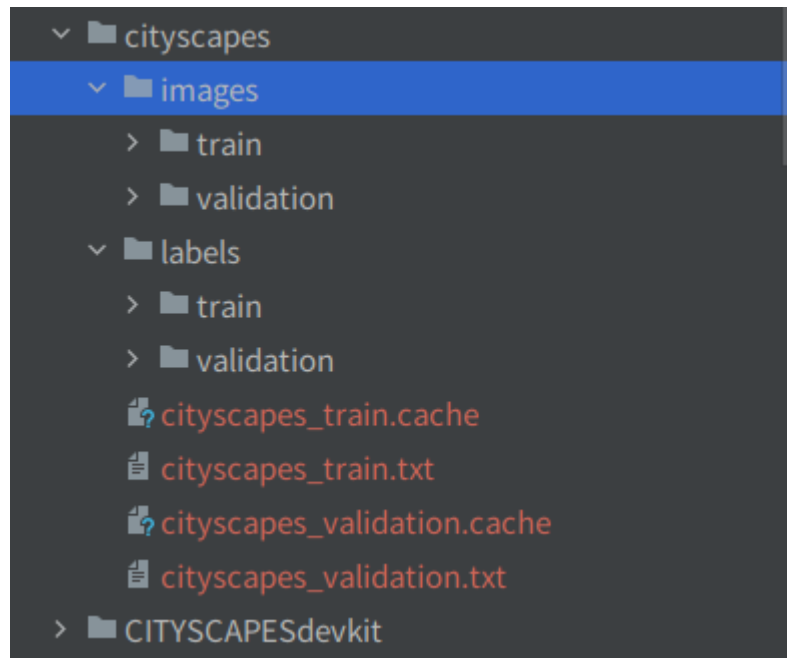 cityscapes
images
train
validation
labels
train
validation
cityscapes_train.cache
cityscapes_train.txt
cityscapes_validation.cache
cityscapes_validation.txt
CITYSCAPESdevkit